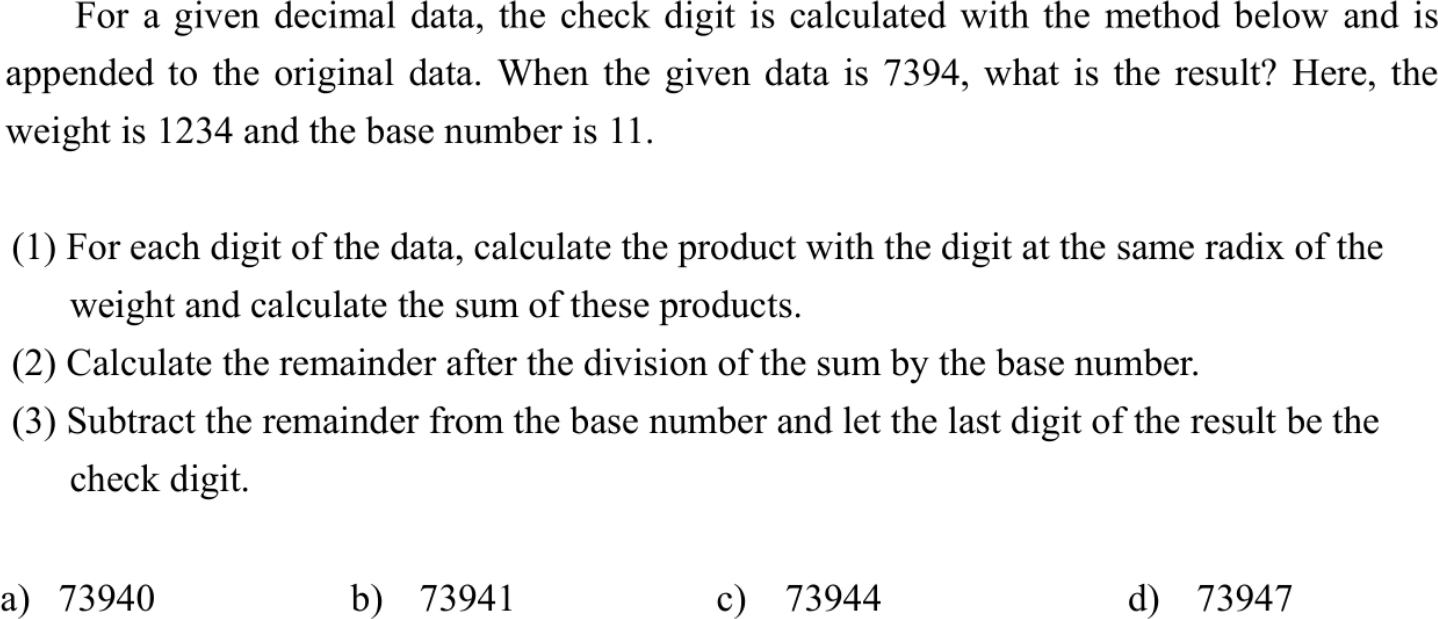 For a given decimal data, the check digit is calculated with the method below and is
appended to the original data. When the given data is 7394, what is the result? Here, the
weight is 1234 and the base number is 11.
(1) For each digit of the data, calculate the product with the digit at the same radix of the
weight and calculate the sum of these products.
(2) Calculate the remainder after the division of the sum by the base number.
(3) Subtract the remainder from the base number and let the last digit of the result be the
check digit.
a) 73940 b) 73941 c) 73944 d) 73947